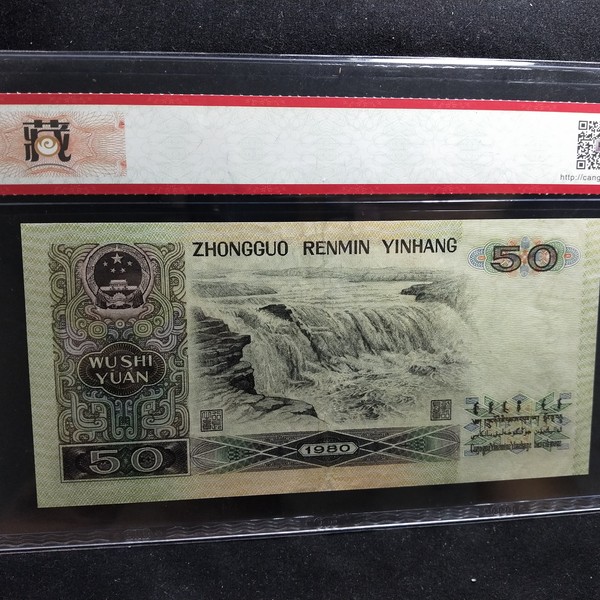 藏
http://cang
ZHONGGUO RENMIN YINHANG
50
WU SHI
YUAN
50
1980